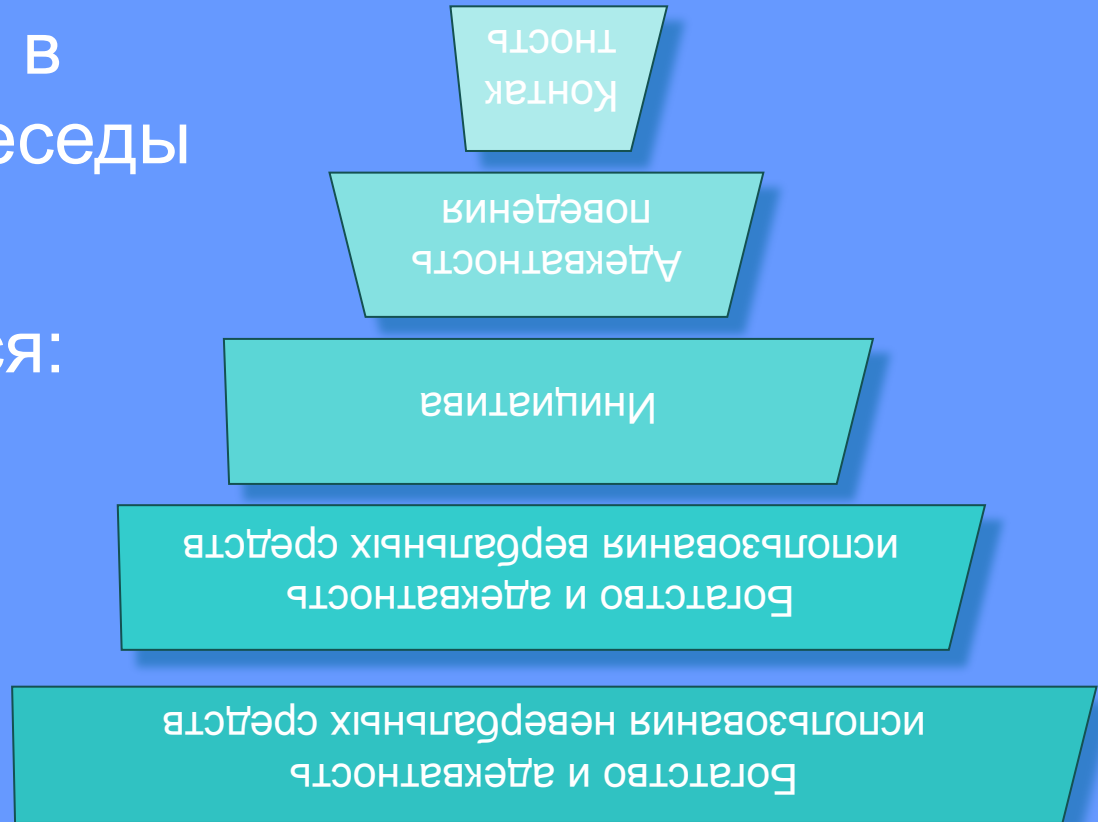 в
еседы
ся:
Контак
тность
Адекватность
поведения
Инициатива
Богатство и адекватность
использования вербальных средств
Богатство и адекватность
использования невербальных средств